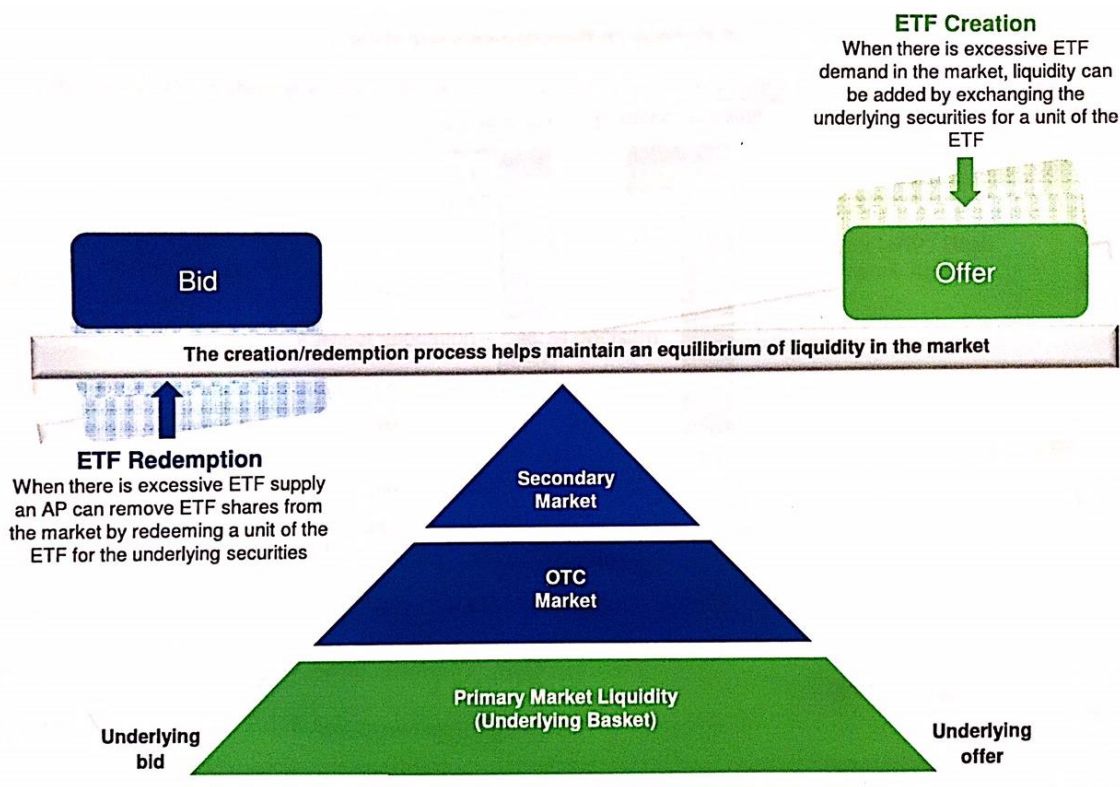 ETF Creation
When there is excessive ETF
demand in the market, liquidity can
be added by exchanging the
underlying securities for a unit of the
ETF
Bid
Offer
The creation/redemption process helps maintain an equilibrium of liquidity in the market
ETF Redemption
When there is excessive ETF supply
an AP can remove ETF shares from
the market by redeeming a unit of the
ETF for the underlying securities
Secondary
Market
OTC
Market
Primary Market Liquidity
(Underlying Basket)
Underlying
bid
Underlying
offer